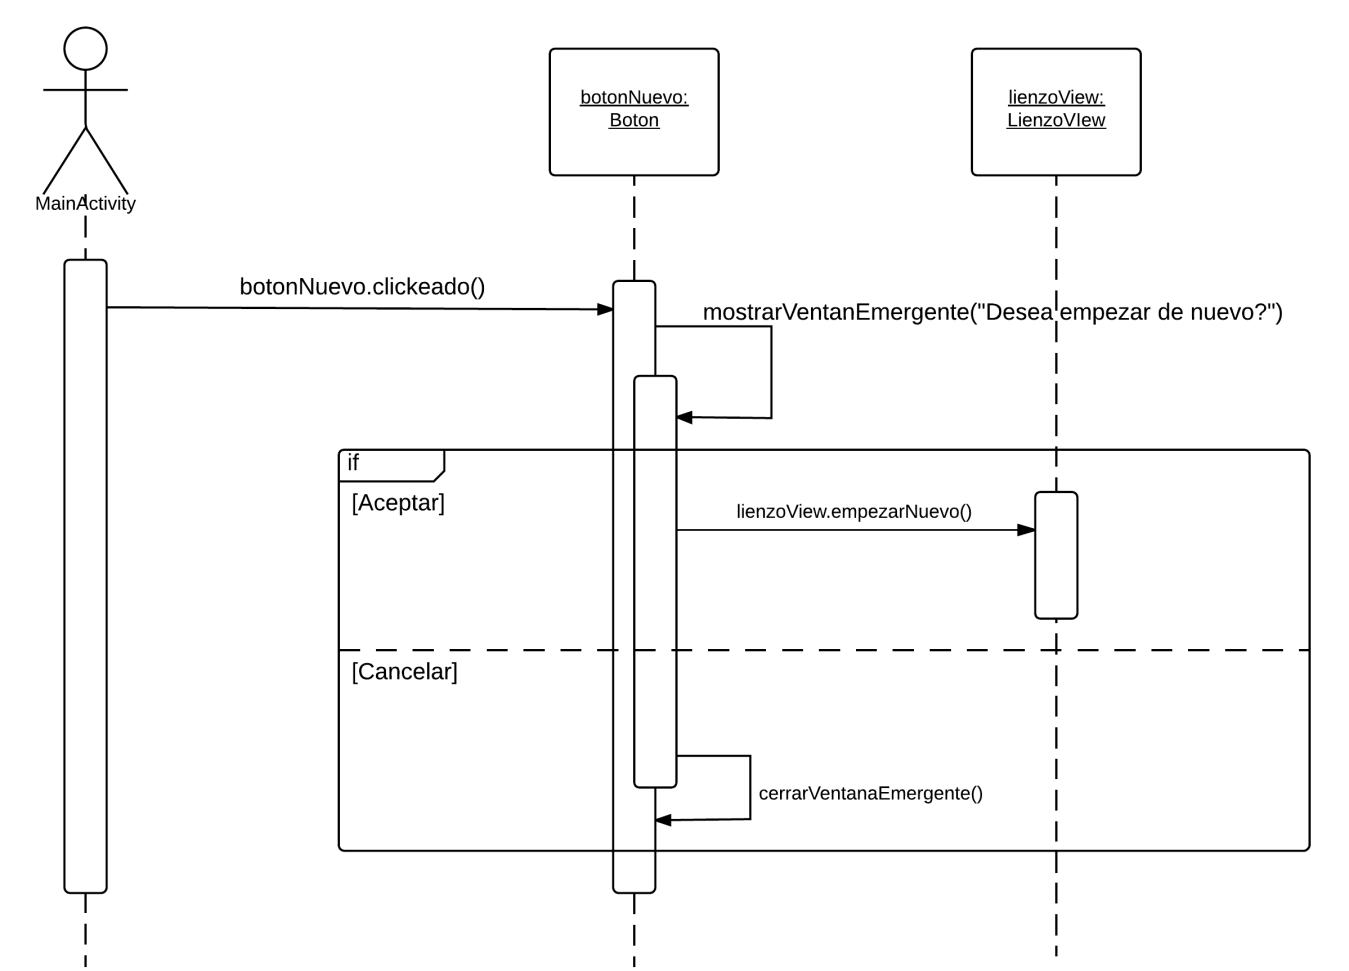 botonNuevo:
Boton
lienzoView:
LienzoVIew
MainActivity
botonNuevo.clickeado()
mostrarVentanEmergente("Desea empezar de nuevo?")
if
[Aceptar]
lienzoView.empezarNuevo()
[Cancelar]
cerrarVentanaEmergente()